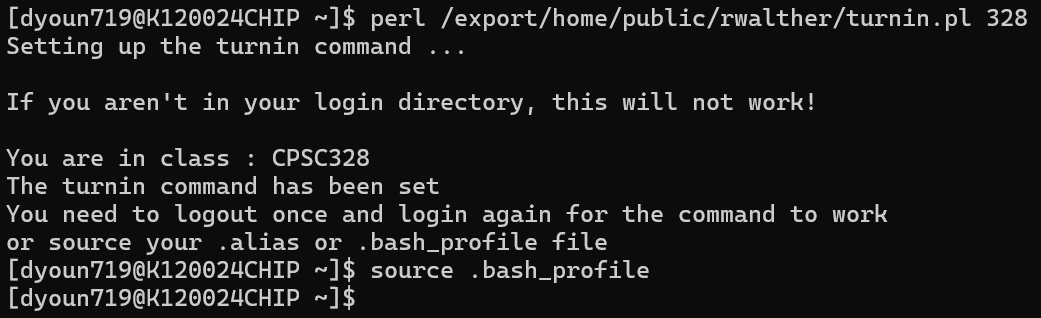 [dyoun719@K120024CHIP ~]$ perl /export/home/public/rwalther/turnin.pl 328
Setting up the turnin command ...
If you aren't in your login directory, this will not work!
You are in class : CPSC328
The turnin command has been set
You need to logout once and login again for the command to work
or source your .alias or .bash_profile file
[dyoun719@K120024CHIP ~]$ source .bash_profile
[dyoun719@K120024CHIP ~]$